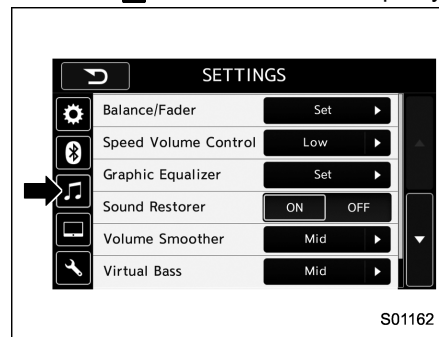 SETTINGS
Balance/Fader Set
Speed Volume Control Low
Graphic Equalizer Set
Sound Restorer ON OFF
Volume Smoother Mid
Virtual Bass Mid
S01162